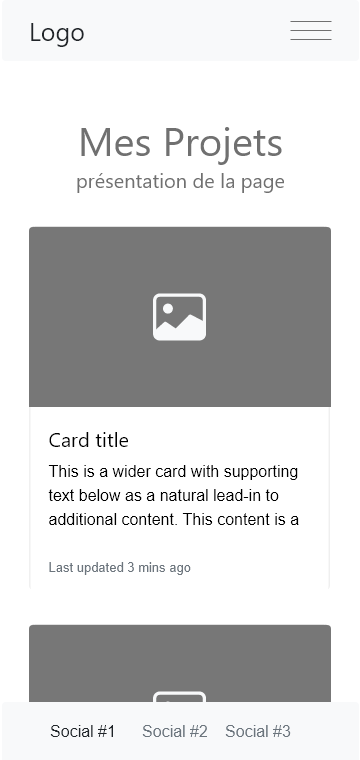 Logo
Mes Projets
présentation de la page
Card title
This is a wider card with supporting
text below as a natural lead-in to
additional content. This content is a
Last updated 3 mins ago
Social #1 Social #2 Social #3